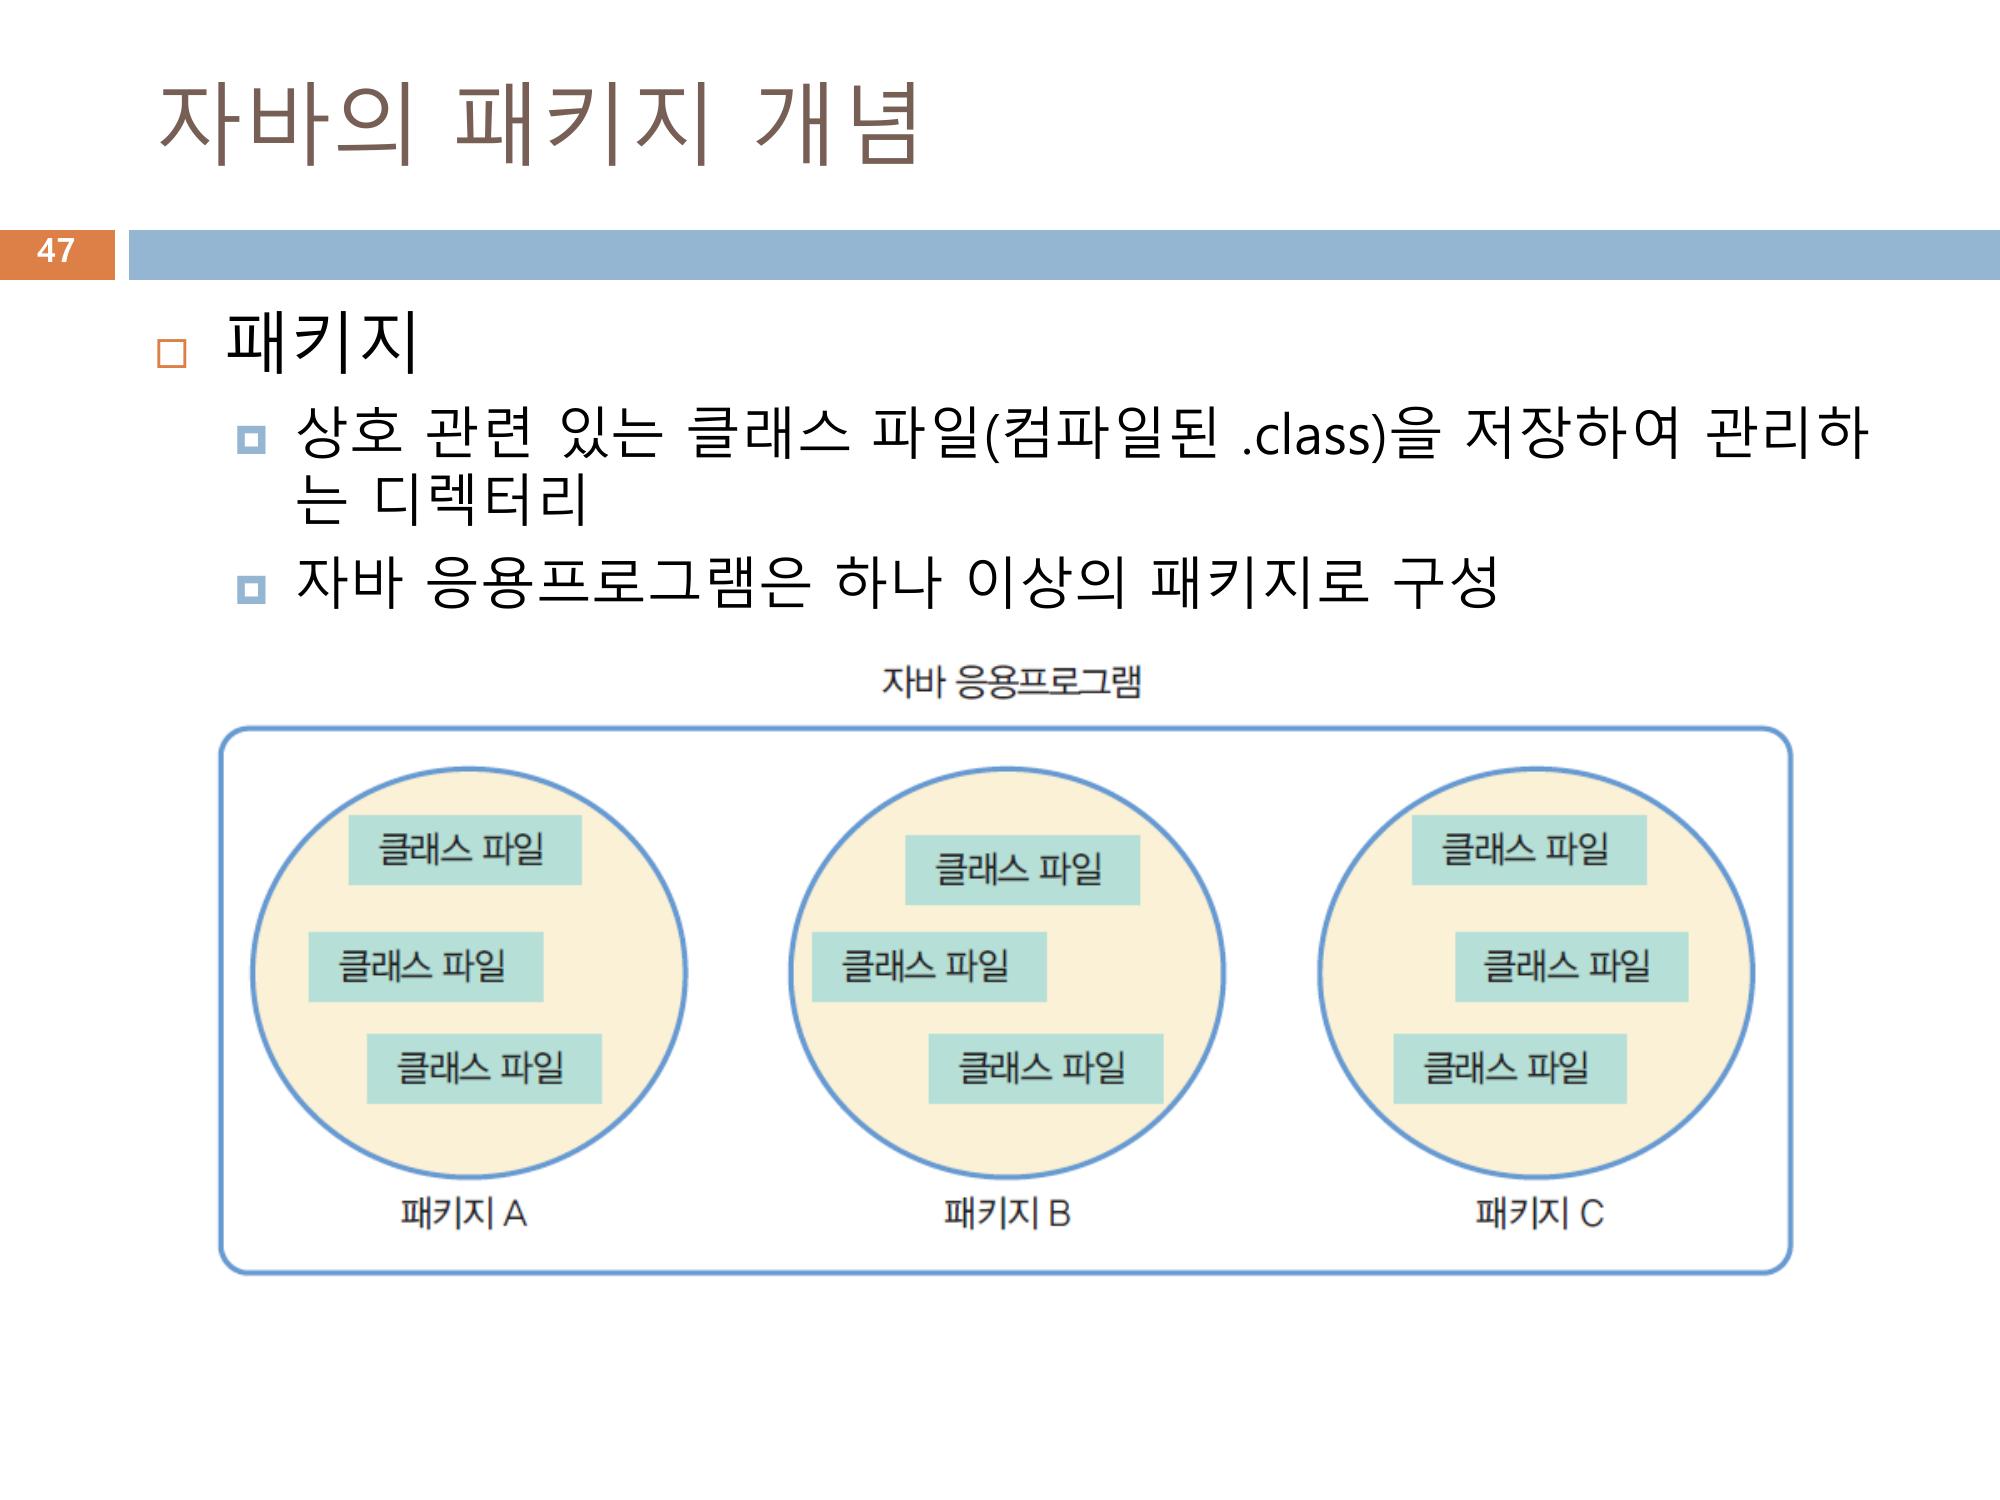 자바의 패키지 개념
47
패키지
상호 관련 있는 클래스 파일(컴파일된 .class)을 저장하여 관리하
는 디렉터리
자바 응용프로그램은 하나 이상의 패키지로 구성
자바 응용프로그램
클래스 파일
클래스 파일
클래스 파일
패키지 A
클래스 파일
클래스 파일
클래스 파일
패키지 B
클래스 파일
클래스 파일
클래스 파일
패키지 C